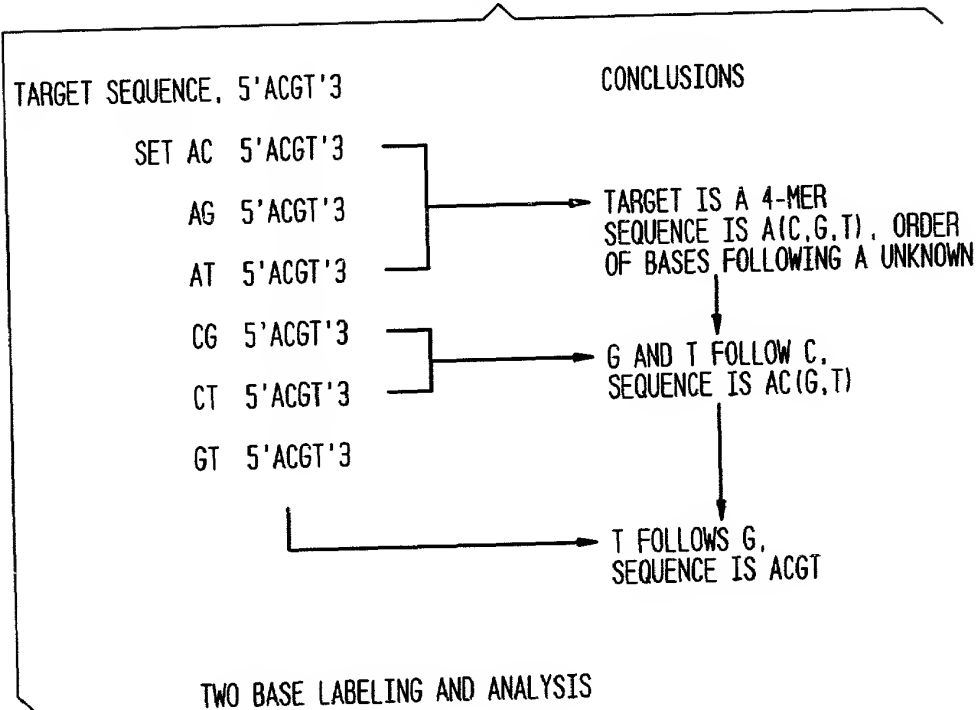 TARGET SEQUENCE, 5'ACGT'3
CONCLUSIONS
SET AC 5'ACGT'3
AG 5'ACGT'3
AT 5'ACGT'3
TARGET IS A 4-MER
SEQUENCE IS A(C,G,T), ORDER
OF BASES FOLLOWING A UNKNOWN
CG 5'ACGT'3
CT 5'ACGT'3
G AND T FOLLOW C,
SEQUENCE IS AC(G,T)
GT 5'ACGT'3
T FOLLOWS G,
SEQUENCE IS ACGT
TWO BASE LABELING AND ANALYSIS